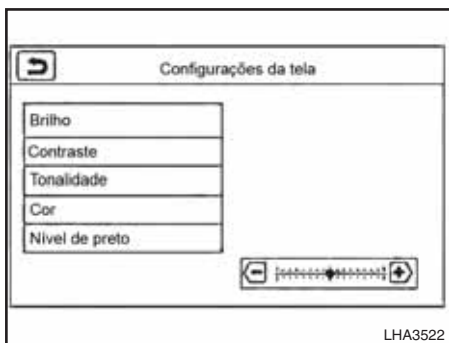 Configurações da tela
Brilho
Contraste
Tonalidade
Cor
Nível de preto
LHA3522